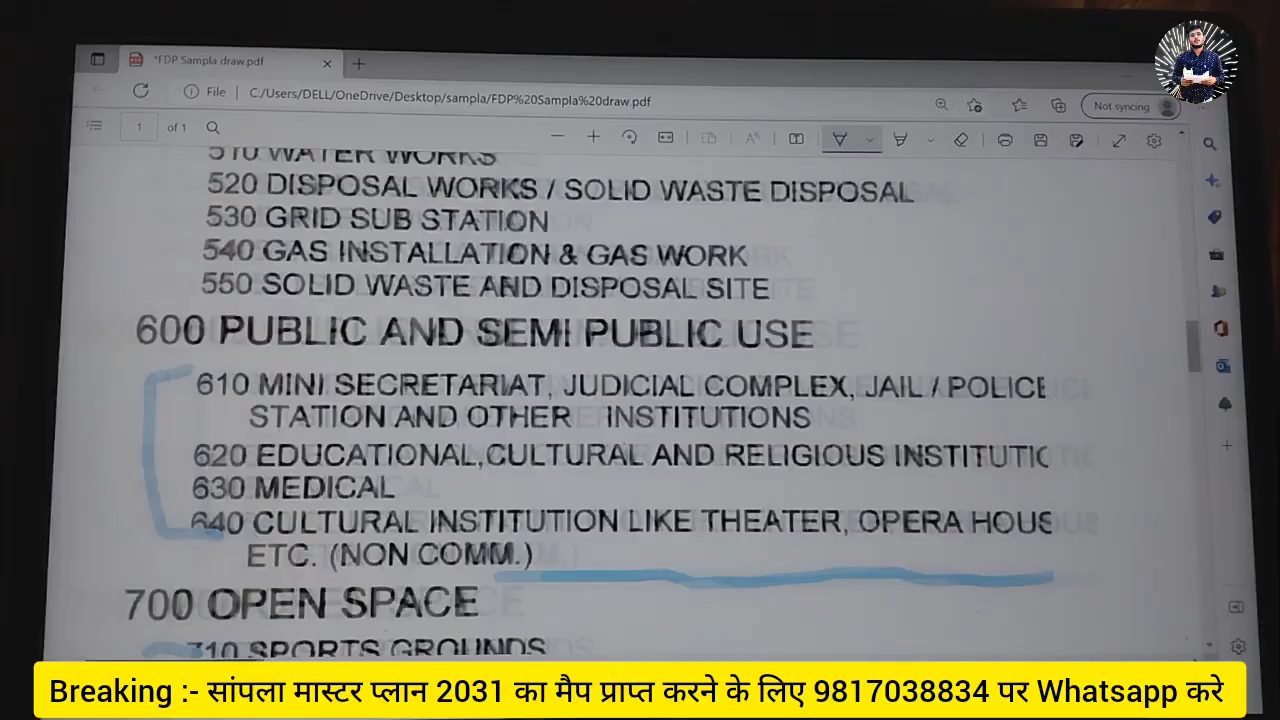 *FDP Sampla draw.pdf
File
C:/Users/DELL/OneDrive/Desktop/sampla/FDP%20Sampla%20draw.pdf
Not syncing
1 of 1
510 WATER WORKS
520 DISPOSAL WORKS / SOLID WASTE DISPOSAL
530 GRID SUB STATION
540 GAS INSTALLATION & GAS WORK
550 SOLID WASTE AND DISPOSAL SITE
600 PUBLIC AND SEMI PUBLIC USE
610 MINI SECRETARIAT, JUDICIAL COMPLEX, JAIL / POLICE
STATION AND OTHER INSTITUTIONS
620 EDUCATIONAL,CULTURAL AND RELIGIOUS INSTITUTIO
630 MEDICAL
640 CULTURAL INSTITUTION LIKE THEATER, OPERA HOUS
ETC. (NON COMM.)
700 OPEN SPACE
710 SPORTS GROUNDS
Breaking :- सांपला मास्टर प्लान 2031 का मैप प्राप्त करने के लिए 9817038834 पर Whatsapp करे